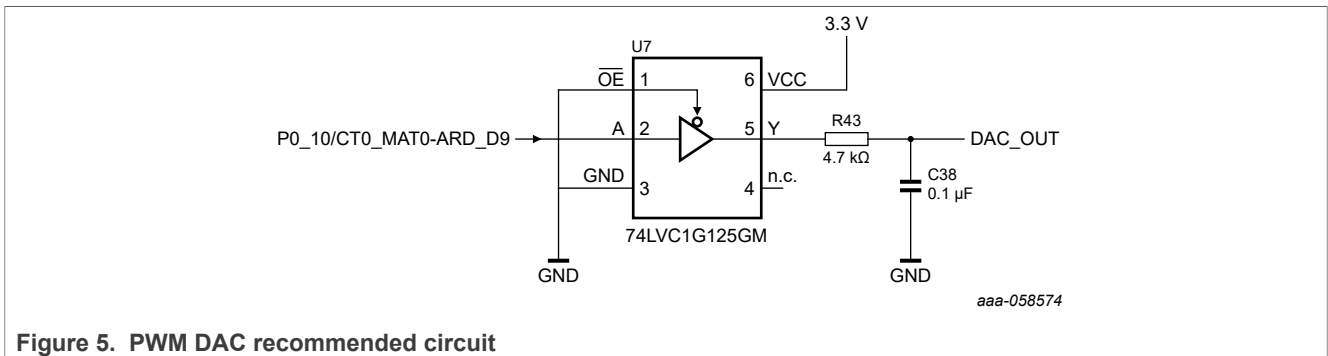 3.3 V
U7
OE 1 6 VCC
P0_10/CT0_MAT0-ARD_D9 A 2 5 Y R43 DAC_OUT
4.7 kΩ
C38
0.1 µF
GND 3 4 n.c.
74LVC1G125GM
GND GND
aaa-058574
Figure 5. PWM DAC recommended circuit